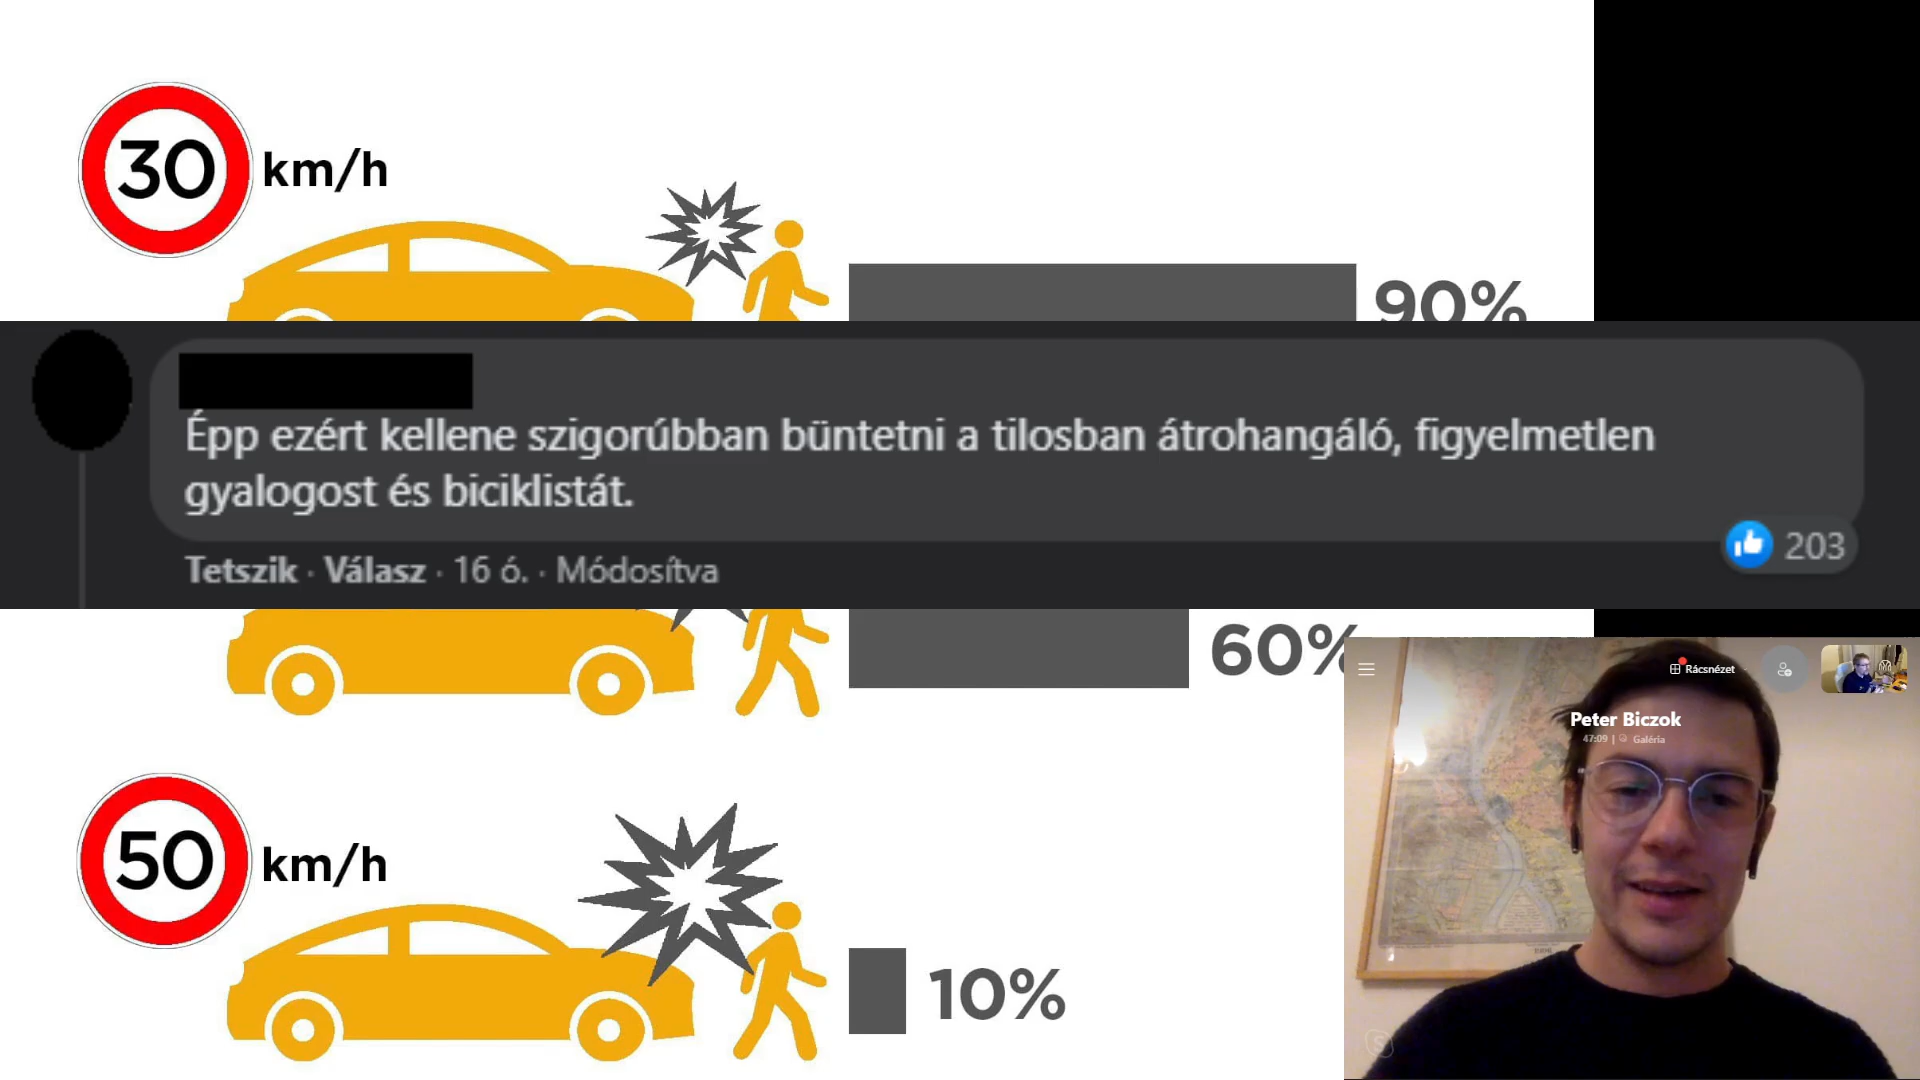 30 km/h
90%
Épp ezért kellene szigorúbban büntetni a tilosban átrohangáló, figyelmetlen
gyalogost és biciklistát.
Tetszik · Válasz · 16 ó. · Módosítva
203
60%
Rácsnézet
Peter Biczok
47:09 | Galéria
50 km/h
10%